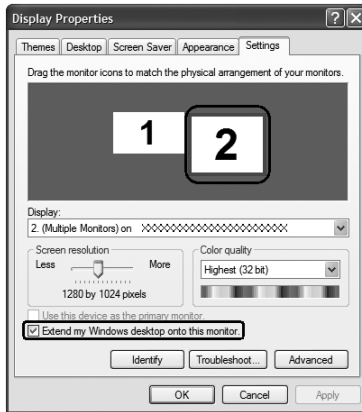 Display Properties
Themes Desktop Screen Saver Appearance Settings
Drag the monitor icons to match the physical arrangement of your monitors.
1 2
Display:
2. (Multiple Monitors) on XXXXXXXXXXXXXXXXXXXXXXX
Screen resolution Color quality
Less More Highest (32 bit)
1280 by 1024 pixels
Use this device as the primary monitor.
Extend my Windows desktop onto this monitor.
Identify Troubleshoot... Advanced
OK Cancel Apply